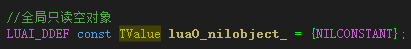 //全局只读空对象
LUAI_DDEF const TValue luaO_nilobject_ = {NILCONSTANT};